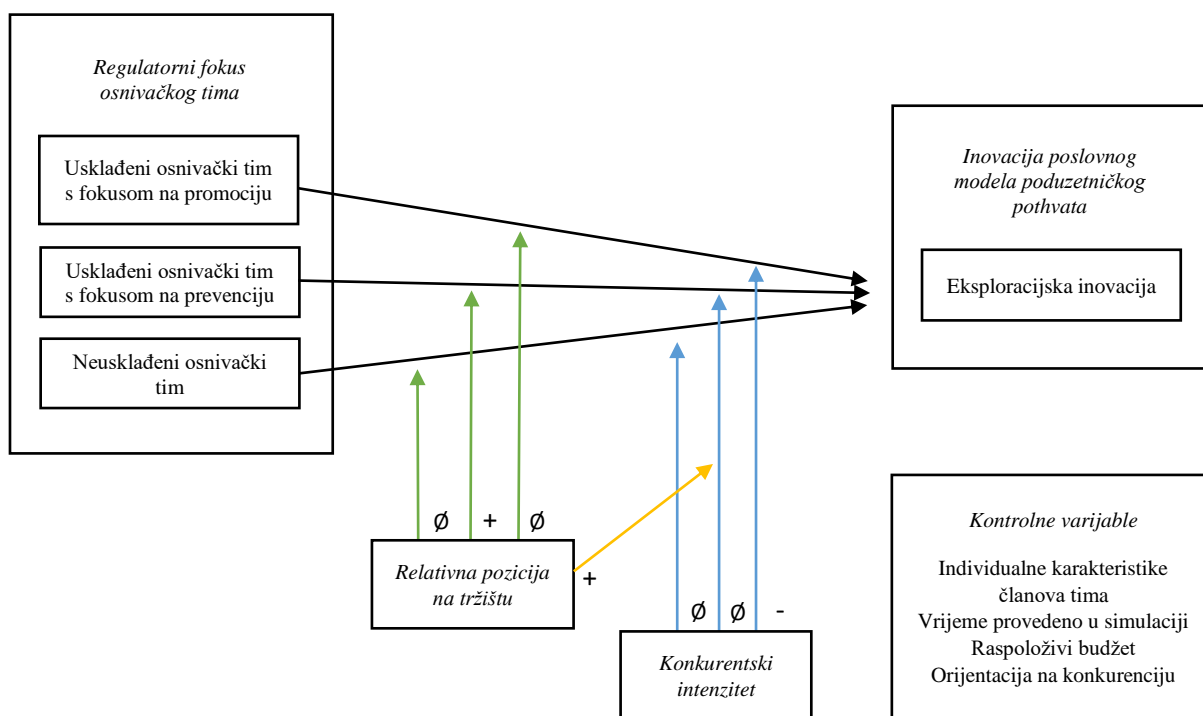 Regulatorni fokus
osnivačkog tima
Usklađeni osnivački tim
s fokusom na promociju
Usklađeni osnivački tim
s fokusom na prevenciju
Neusklađeni osnivački
tim
Inovacija poslovnog
modela poduzetničkog
pothvata
Eksploracijska inovacija
Ø + Ø
Relativna pozicija
na tržištu
+
Ø Ø -
Konkurentski
intenzitet
Kontrolne varijable
Individualne karakteristike
članova tima
Vrijeme provedeno u simulaciji
Raspoloživi budžet
Orijentacija na konkurenciju